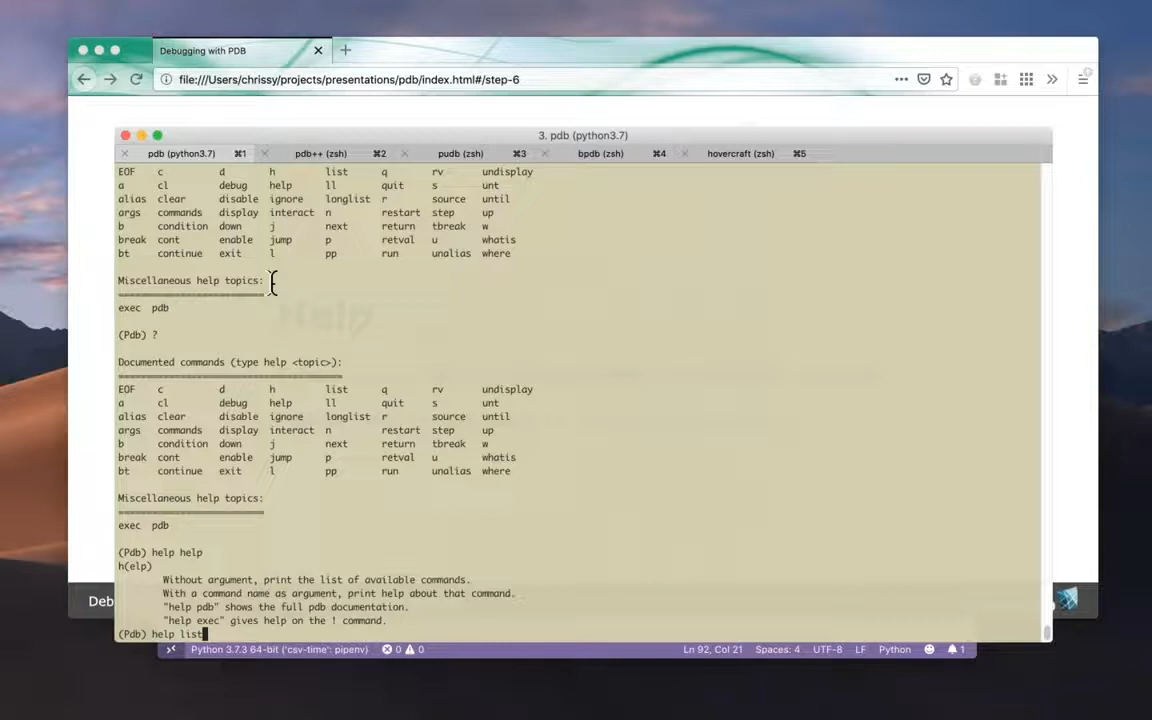 Debugging with PDB
file:///Users/chrissy/projects/presentations/pdb/index.html#/step-6
3. pdb (python3.7)
pdb (python3.7) ⌘1 pdb++ (zsh) ⌘2 pudb (zsh) ⌘3 bpdb (zsh) ⌘4 hovercraft (zsh) ⌘5
EOF c d h list q rv undisplay
a cl debug help ll quit s unt
alias clear disable ignore longlist r source until
args commands display interact n restart step up
b condition down j next return tbreak w
break cont enable jump p retval u whatis
bt continue exit l pp run unalias where
Miscellaneous help topics:
==========================
exec pdb
Help
(Pdb) ?
Documented commands (type help <topic>):
========================================
EOF c d h list q rv undisplay
a cl debug help ll quit s unt
alias clear disable ignore longlist r source until
args commands display interact n restart step up
b condition down j next return tbreak w
break cont enable jump p retval u whatis
bt continue exit l pp run unalias where
Miscellaneous help topics:
==========================
exec pdb
(Pdb) help help
h(elp)
Without argument, print the list of available commands.
With a command name as argument, print help about that command.
"help pdb" shows the full pdb documentation.
"help exec" gives help on the ! command.
(Pdb) help list
Deb
Python 3.7.3 64-bit ('csv-time': pipenv) 0 0 Ln 92, Col 21 Spaces: 4 UTF-8 LF Python 1